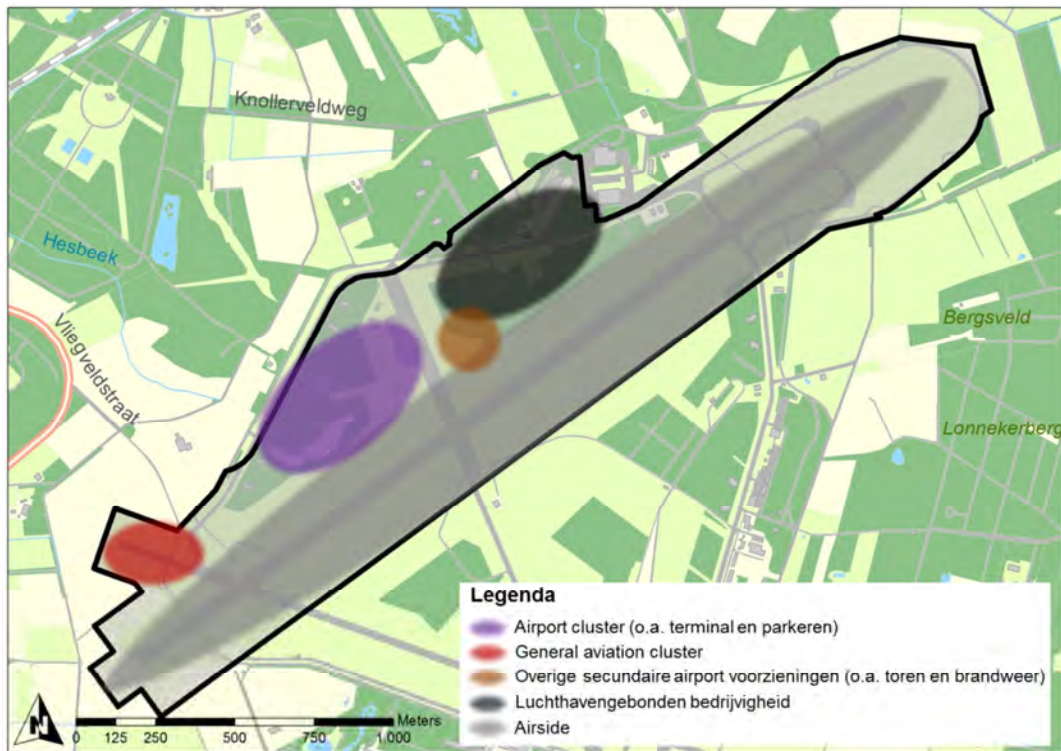 Knollerveldweg
Hesbeek
Vliegveldstraat
Bergsveld
Lonnekerberg
Legenda
Airport cluster (o.a. terminal en parkeren)
General aviation cluster
Overige secundaire airport voorzieningen (o.a. toren en brandweer)
Luchthavengebonden bedrijvigheid
Airside
N
Meters
0 125 250 500 750 1.000